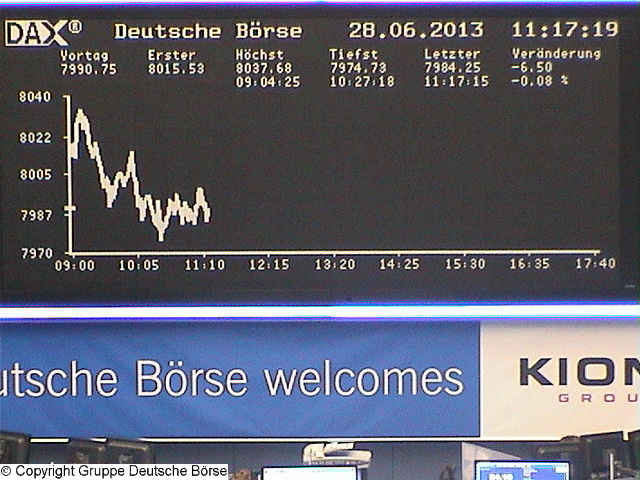 DAX® Deutsche Börse 28.06.2013 11:17:19
Vortag Erster Höchst Tiefst Letzter Veränderung
7990.75 8015.53 8037.68 7974.73 7984.25 -6.50
09:04:25 10:27:18 11:17:15 -0.08 %
8040
8022
8005
7987
7970
09:00 10:05 11:10 12:15 13:20 14:25 15:30 16:35 17:40
utsche Börse welcomes
KION
GROU
© Copyright Gruppe Deutsche Börse